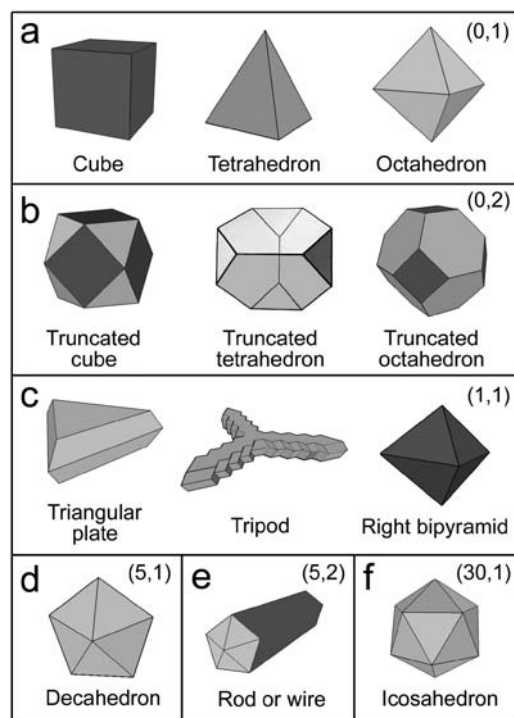 a
(0,1)
Cube
Tetrahedron
Octahedron
b
(0,2)
Truncated
cube
Truncated
tetrahedron
Truncated
octahedron
c
(1,1)
Triangular
plate
Tripod
Right bipyramid
d
(5,1)
Decahedron
e
(5,2)
Rod or wire
f
(30,1)
Icosahedron